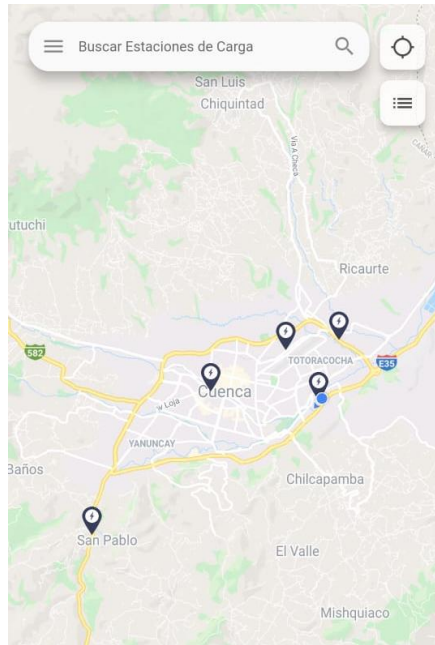 Buscar Estaciones de Carga
San Luis
Chiquintad
Vía A Checa
CAÑAR
utuchi
Ricaurte
582
TOTORACOCHA
E35
Cuenca
w Loja
YANUNCAY
Baños
Chilcapamba
San Pablo
El Valle
Mishquiaco